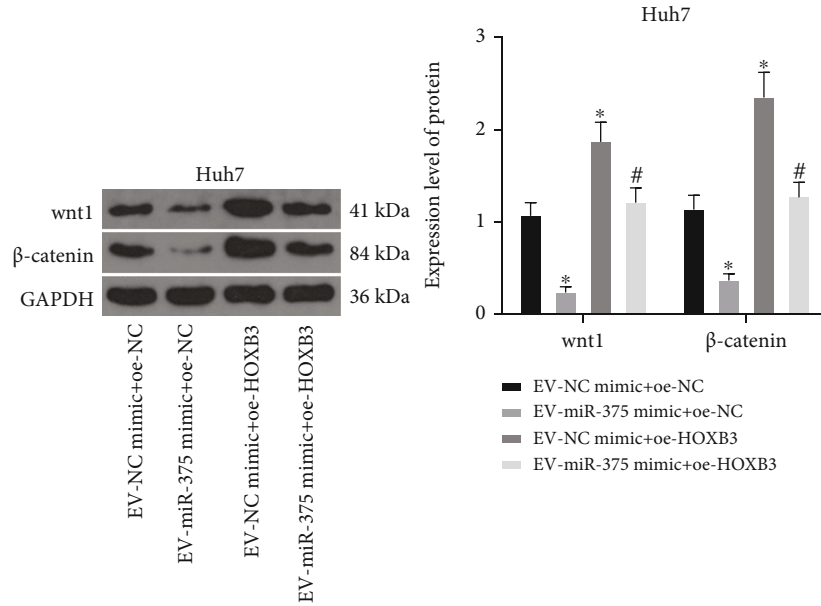 Huh7
wnt1
41 kDa
β-catenin
84 kDa
GAPDH
36 kDa
EV-NC mimic+oe-NC
EV-miR-375 mimic+oe-NC
EV-NC mimic+oe-HOXB3
EV-miR-375 mimic+oe-HOXB3
Huh7
Expression level of protein
3
2
1
0
*
*
#
*
*
#
wnt1
β-catenin
EV-NC mimic+oe-NC
EV-miR-375 mimic+oe-NC
EV-NC mimic+oe-HOXB3
EV-miR-375 mimic+oe-HOXB3